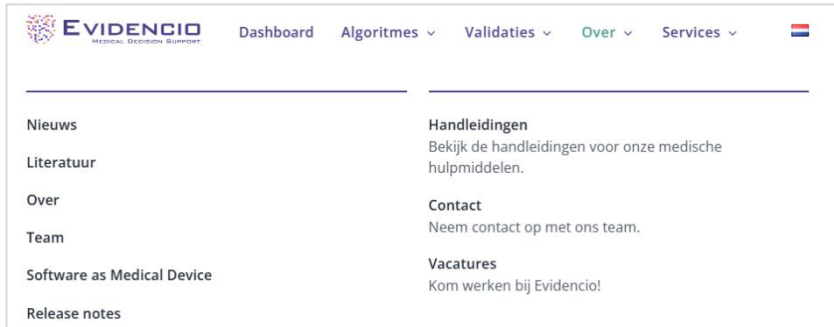 EVIDENCIO
MEDICAL DECISION SUPPORT
Dashboard Algoritmes Validaties Over Services
Nieuws
Literatuur
Over
Team
Software as Medical Device
Release notes
Handleidingen
Bekijk de handleidingen voor onze medische
hulpmiddelen.
Contact
Neem contact op met ons team.
Vacatures
Kom werken bij Evidencio!